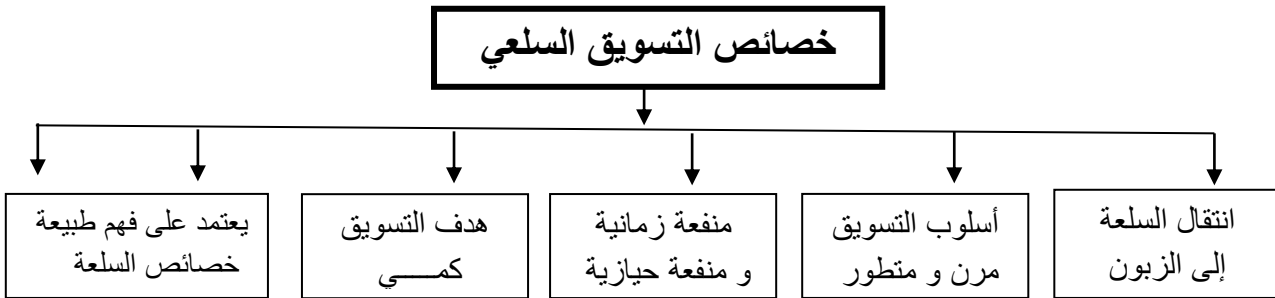 خصائص التسويق السلعي
انتقال السلعة
إلى الزبون
أسلوب التسويق
مرن و متطور
منفعة زمانية
و منفعة حيازية
هدف التسويق
كمـــــي
يعتمد على فهم طبيعة
خصائص السلعة